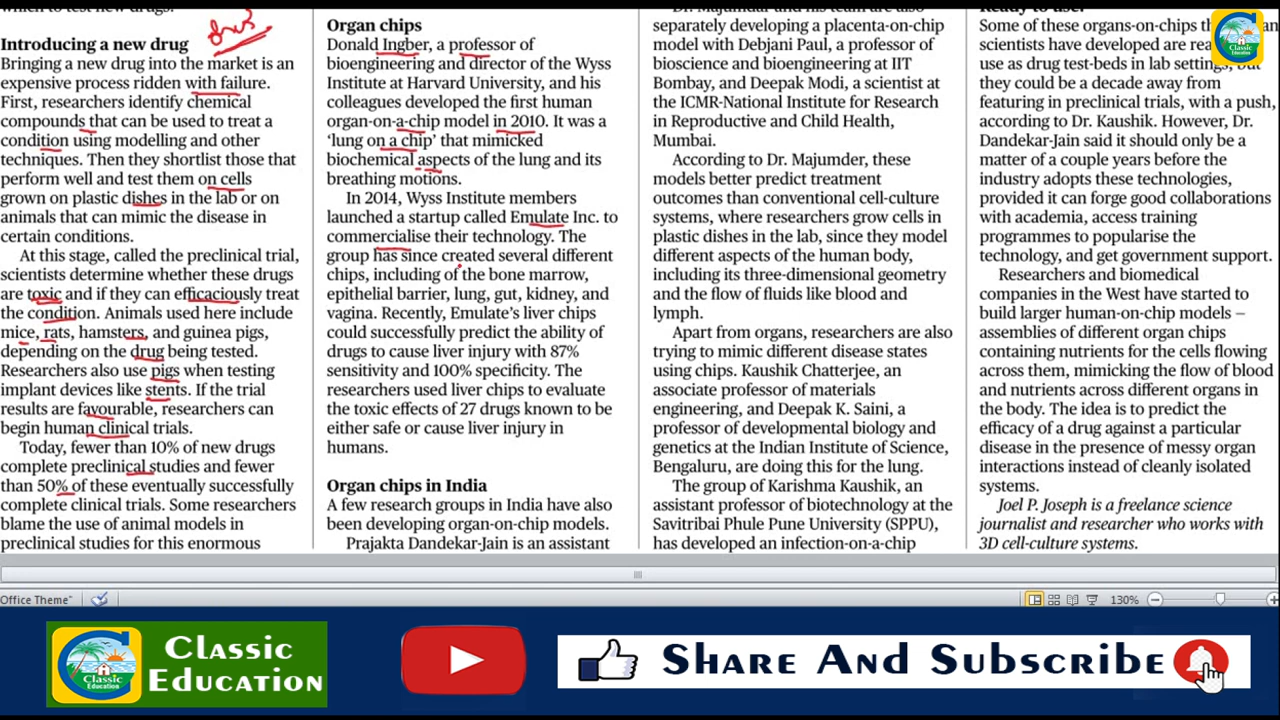 which to test new drugs.
Introducing a new drug
Bringing a new drug into the market is an
expensive process ridden with failure.
First, researchers identify chemical
compounds that can be used to treat a
condition using modelling and other
techniques. Then they shortlist those that
perform well and test them on cells
grown on plastic dishes in the lab or on
animals that can mimic the disease in
certain conditions.
At this stage, called the preclinical trial,
scientists determine whether these drugs
are toxic and if they can efficaciously treat
the condition. Animals used here include
mice, rats, hamsters, and guinea pigs,
depending on the drug being tested.
Researchers also use pigs when testing
implant devices like stents. If the trial
results are favourable, researchers can
begin human clinical trials.
Today, fewer than 10% of new drugs
complete preclinical studies and fewer
than 50% of these eventually successfully
complete clinical trials. Some researchers
blame the use of animal models in
preclinical studies for this enormous
Organ chips
Donald Ingber, a professor of
bioengineering and director of the Wyss
Institute at Harvard University, and his
colleagues developed the first human
organ-on-a-chip model in 2010. It was a
‘lung on a chip’ that mimicked
biochemical aspects of the lung and its
breathing motions.
In 2014, Wyss Institute members
launched a startup called Emulate Inc. to
commercialise their technology. The
group has since created several different
chips, including of the bone marrow,
epithelial barrier, lung, gut, kidney, and
vagina. Recently, Emulate's liver chips
could successfully predict the ability of
drugs to cause liver injury with 87%
sensitivity and 100% specificity. The
researchers used liver chips to evaluate
the toxic effects of 27 drugs known to be
either safe or cause liver injury in
humans.
Organ chips in India
A few research groups in India have also
been developing organ-on-chip models.
Prajakta Dandekar-Jain is an assistant
Dr. Majumdar and his team are also
separately developing a placenta-on-chip
model with Debjani Paul, a professor of
bioscience and bioengineering at IIT
Bombay, and Deepak Modi, a scientist at
the ICMR-National Institute for Research
in Reproductive and Child Health,
Mumbai.
According to Dr. Majumder, these
models better predict treatment
outcomes than conventional cell-culture
systems, where researchers grow cells in
plastic dishes in the lab, since they model
different aspects of the human body,
including its three-dimensional geometry
and the flow of fluids like blood and
lymph.
Apart from organs, researchers are also
trying to mimic different disease states
using chips. Kaushik Chatterjee, an
associate professor of materials
engineering, and Deepak K. Saini, a
professor of developmental biology and
genetics at the Indian Institute of Science,
Bengaluru, are doing this for the lung.
The group of Karishma Kaushik, an
assistant professor of biotechnology at the
Savitribai Phule Pune University (SPPU),
has developed an infection-on-a-chip
Ready to use?
Some of these organs-on-chips
scientists have developed are
use as drug test-beds in lab settings, but
they could be a decade away from
featuring in preclinical trials, with a push,
according to Dr. Kaushik. However, Dr.
Dandekar-Jain said it should only be a
matter of a couple years before the
industry adopts these technologies,
provided it can forge good collaborations
with academia, access training
programmes to popularise the
technology, and get government support.
Researchers and biomedical
companies in the West have started to
build larger human-on-chip models —
assemblies of different organ chips
containing nutrients for the cells flowing
across them, mimicking the flow of blood
and nutrients across different organs in
the body. The idea is to predict the
efficacy of a drug against a particular
disease in the presence of messy organ
interactions instead of cleanly isolated
systems.
Joel P. Joseph is a freelance science
journalist and researcher who works with
3D cell-culture systems.
Classic
Education
Office Theme"
130%
Classic
Education
Classic
Education
Share And Subscribe